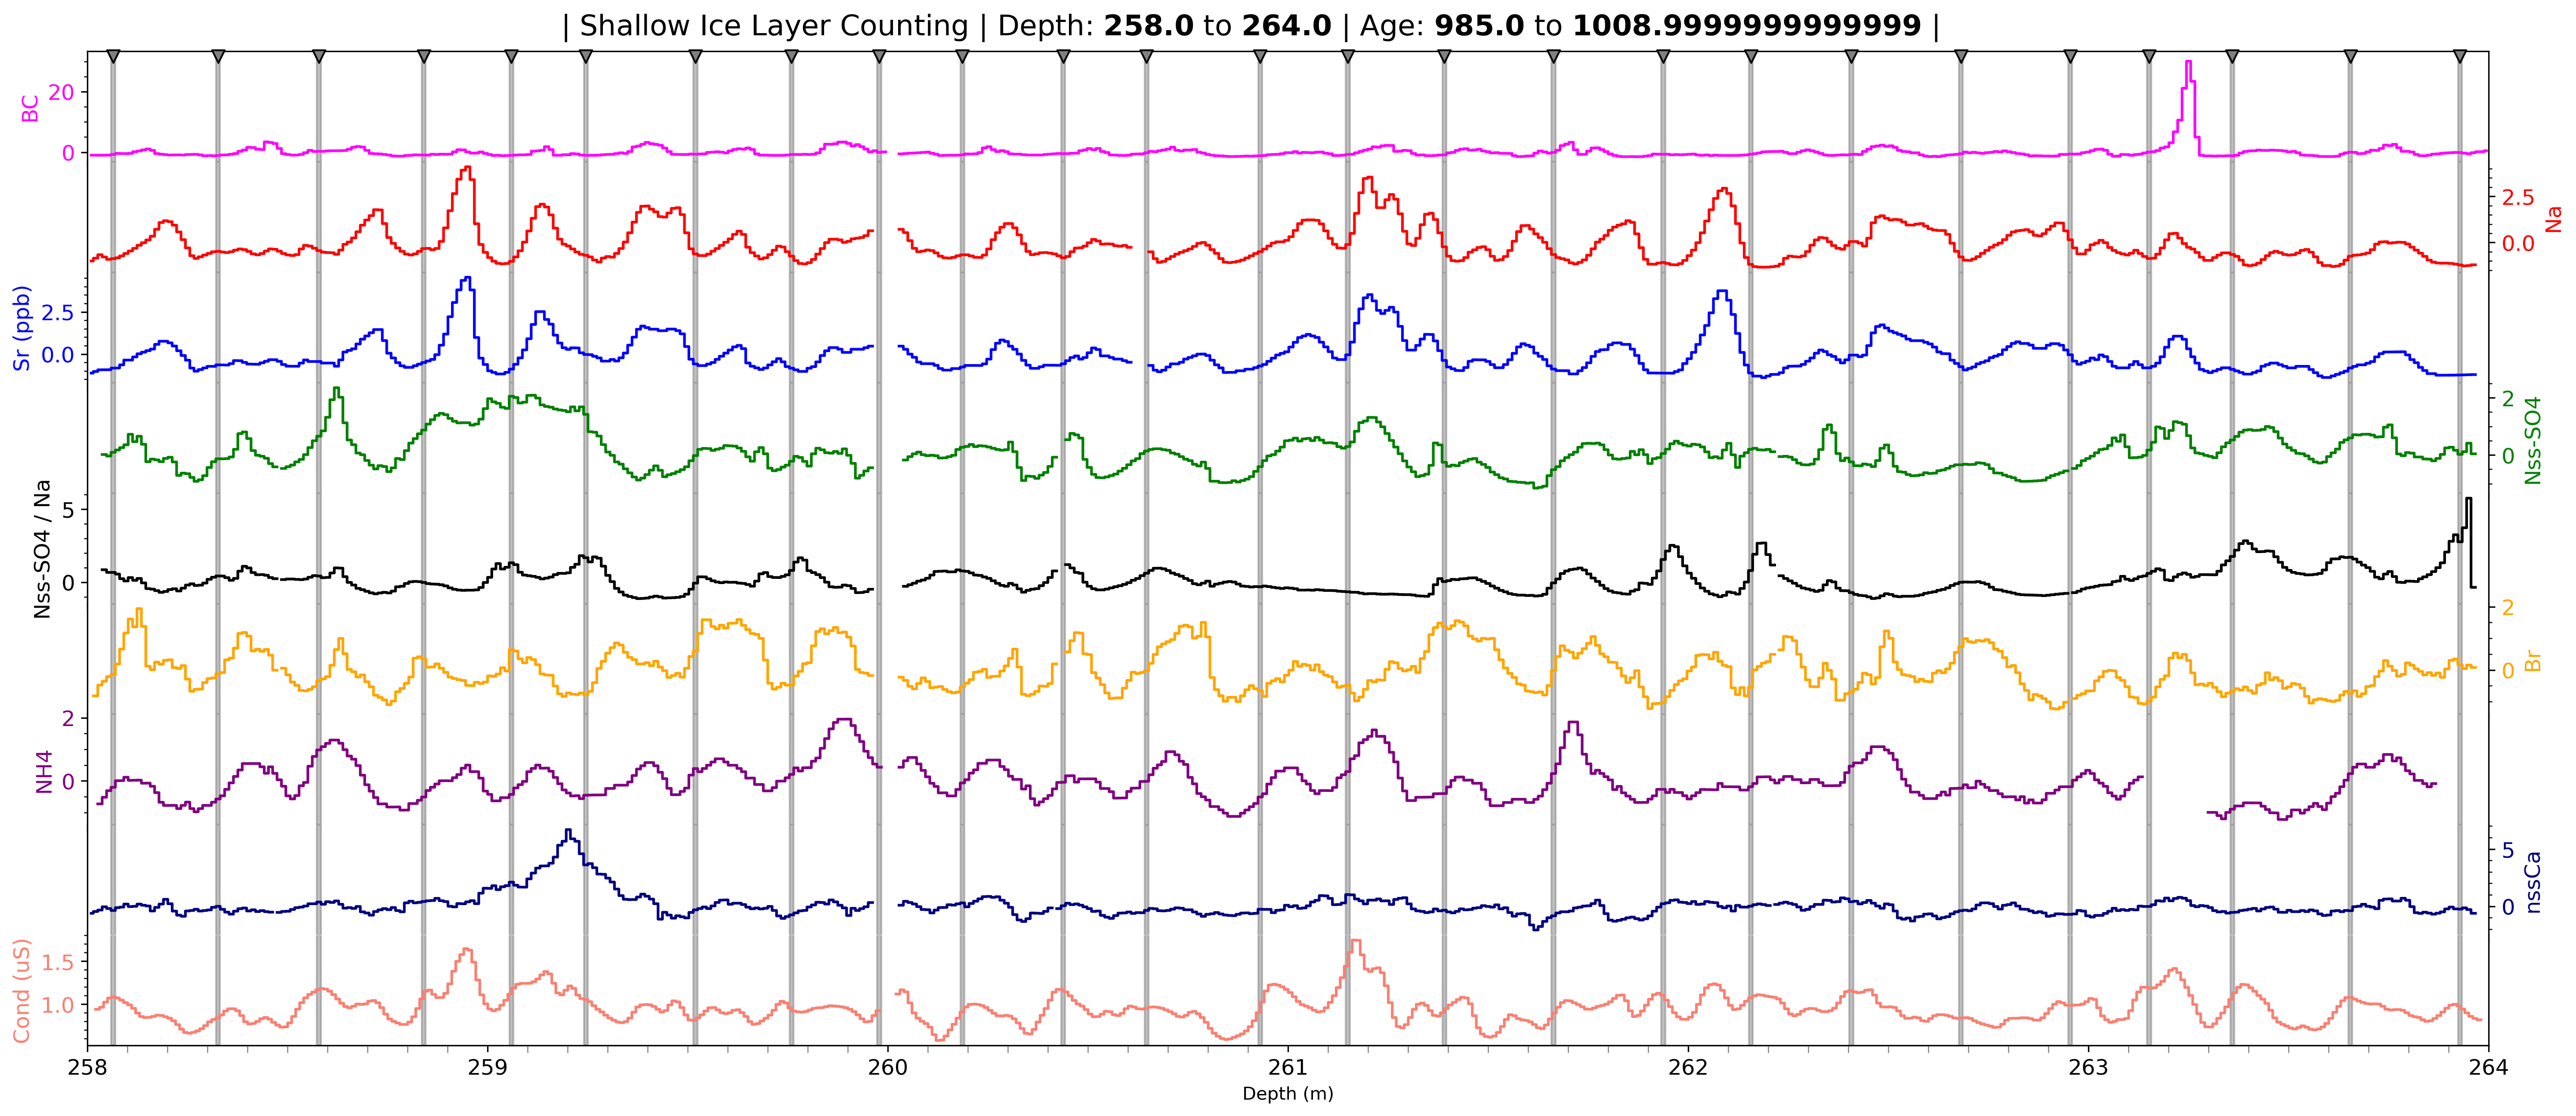 | Shallow Ice Layer Counting | Depth: 258.0 to 264.0 | Age: 985.0 to 1008.9999999999999 |
BC
20
0
2.5
0.0
Na
Sr (ppb)
2.5
0.0
2
0
Nss-SO4
Nss-SO4 / Na
5
0
2
0
Br
NH4
2
0
5
0
nssCa
Cond (uS)
1.5
1.0
258 259 260 261 262 263 264
Depth (m)